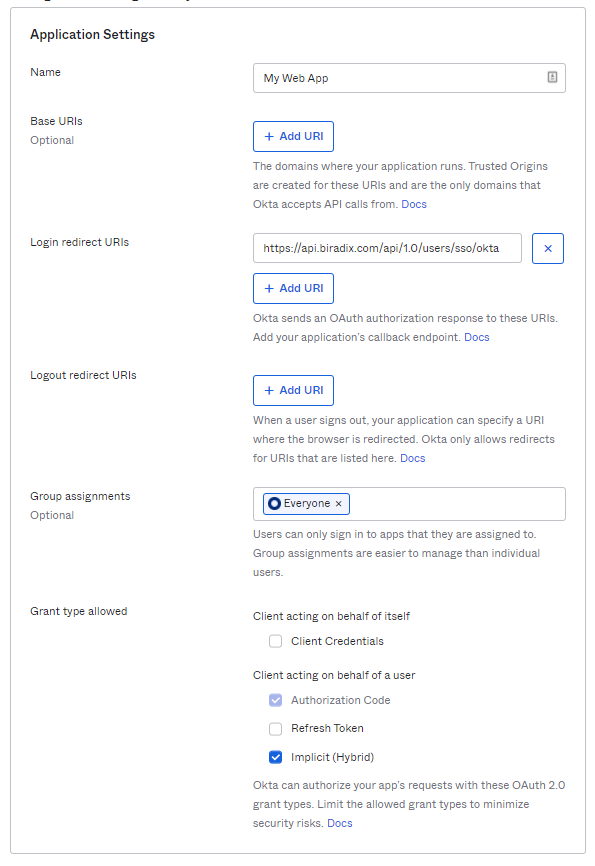 Application Settings
Name
My Web App
Base URIs
Optional
+ Add URI
The domains where your application runs. Trusted Origins
are created for these URIs and are the only domains that
Okta accepts API calls from. Docs
Login redirect URIs
https://api.biradix.com/api/1.0/users/sso/okta
×
+ Add URI
Okta sends an OAuth authorization response to these URIs.
Add your application's callback endpoint. Docs
Logout redirect URIs
+ Add URI
When a user signs out, your application can specify a URI
where the browser is redirected. Okta only allows redirects
for URIs that are listed here. Docs
Group assignments
Optional
Everyone ×
Users can only sign in to apps that they are assigned to.
Group assignments are easier to manage than individual
users.
Grant type allowed
Client acting on behalf of itself
Client Credentials
Client acting on behalf of a user
Authorization Code
Refresh Token
Implicit (Hybrid)
Okta can authorize your app's requests with these OAuth 2.0
grant types. Limit the allowed grant types to minimize
security risks. Docs